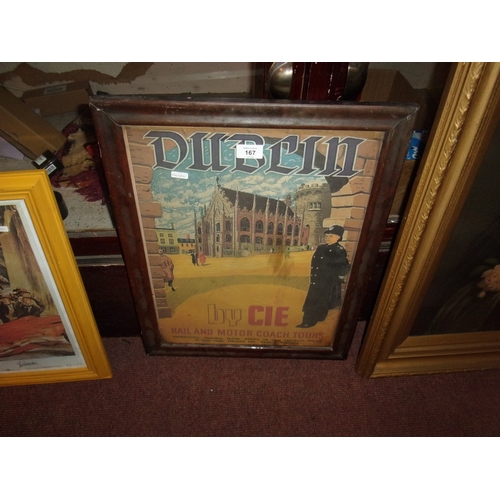 DUBLIN
167
by CIE
RAIL AND MOTOR COACH TOURS